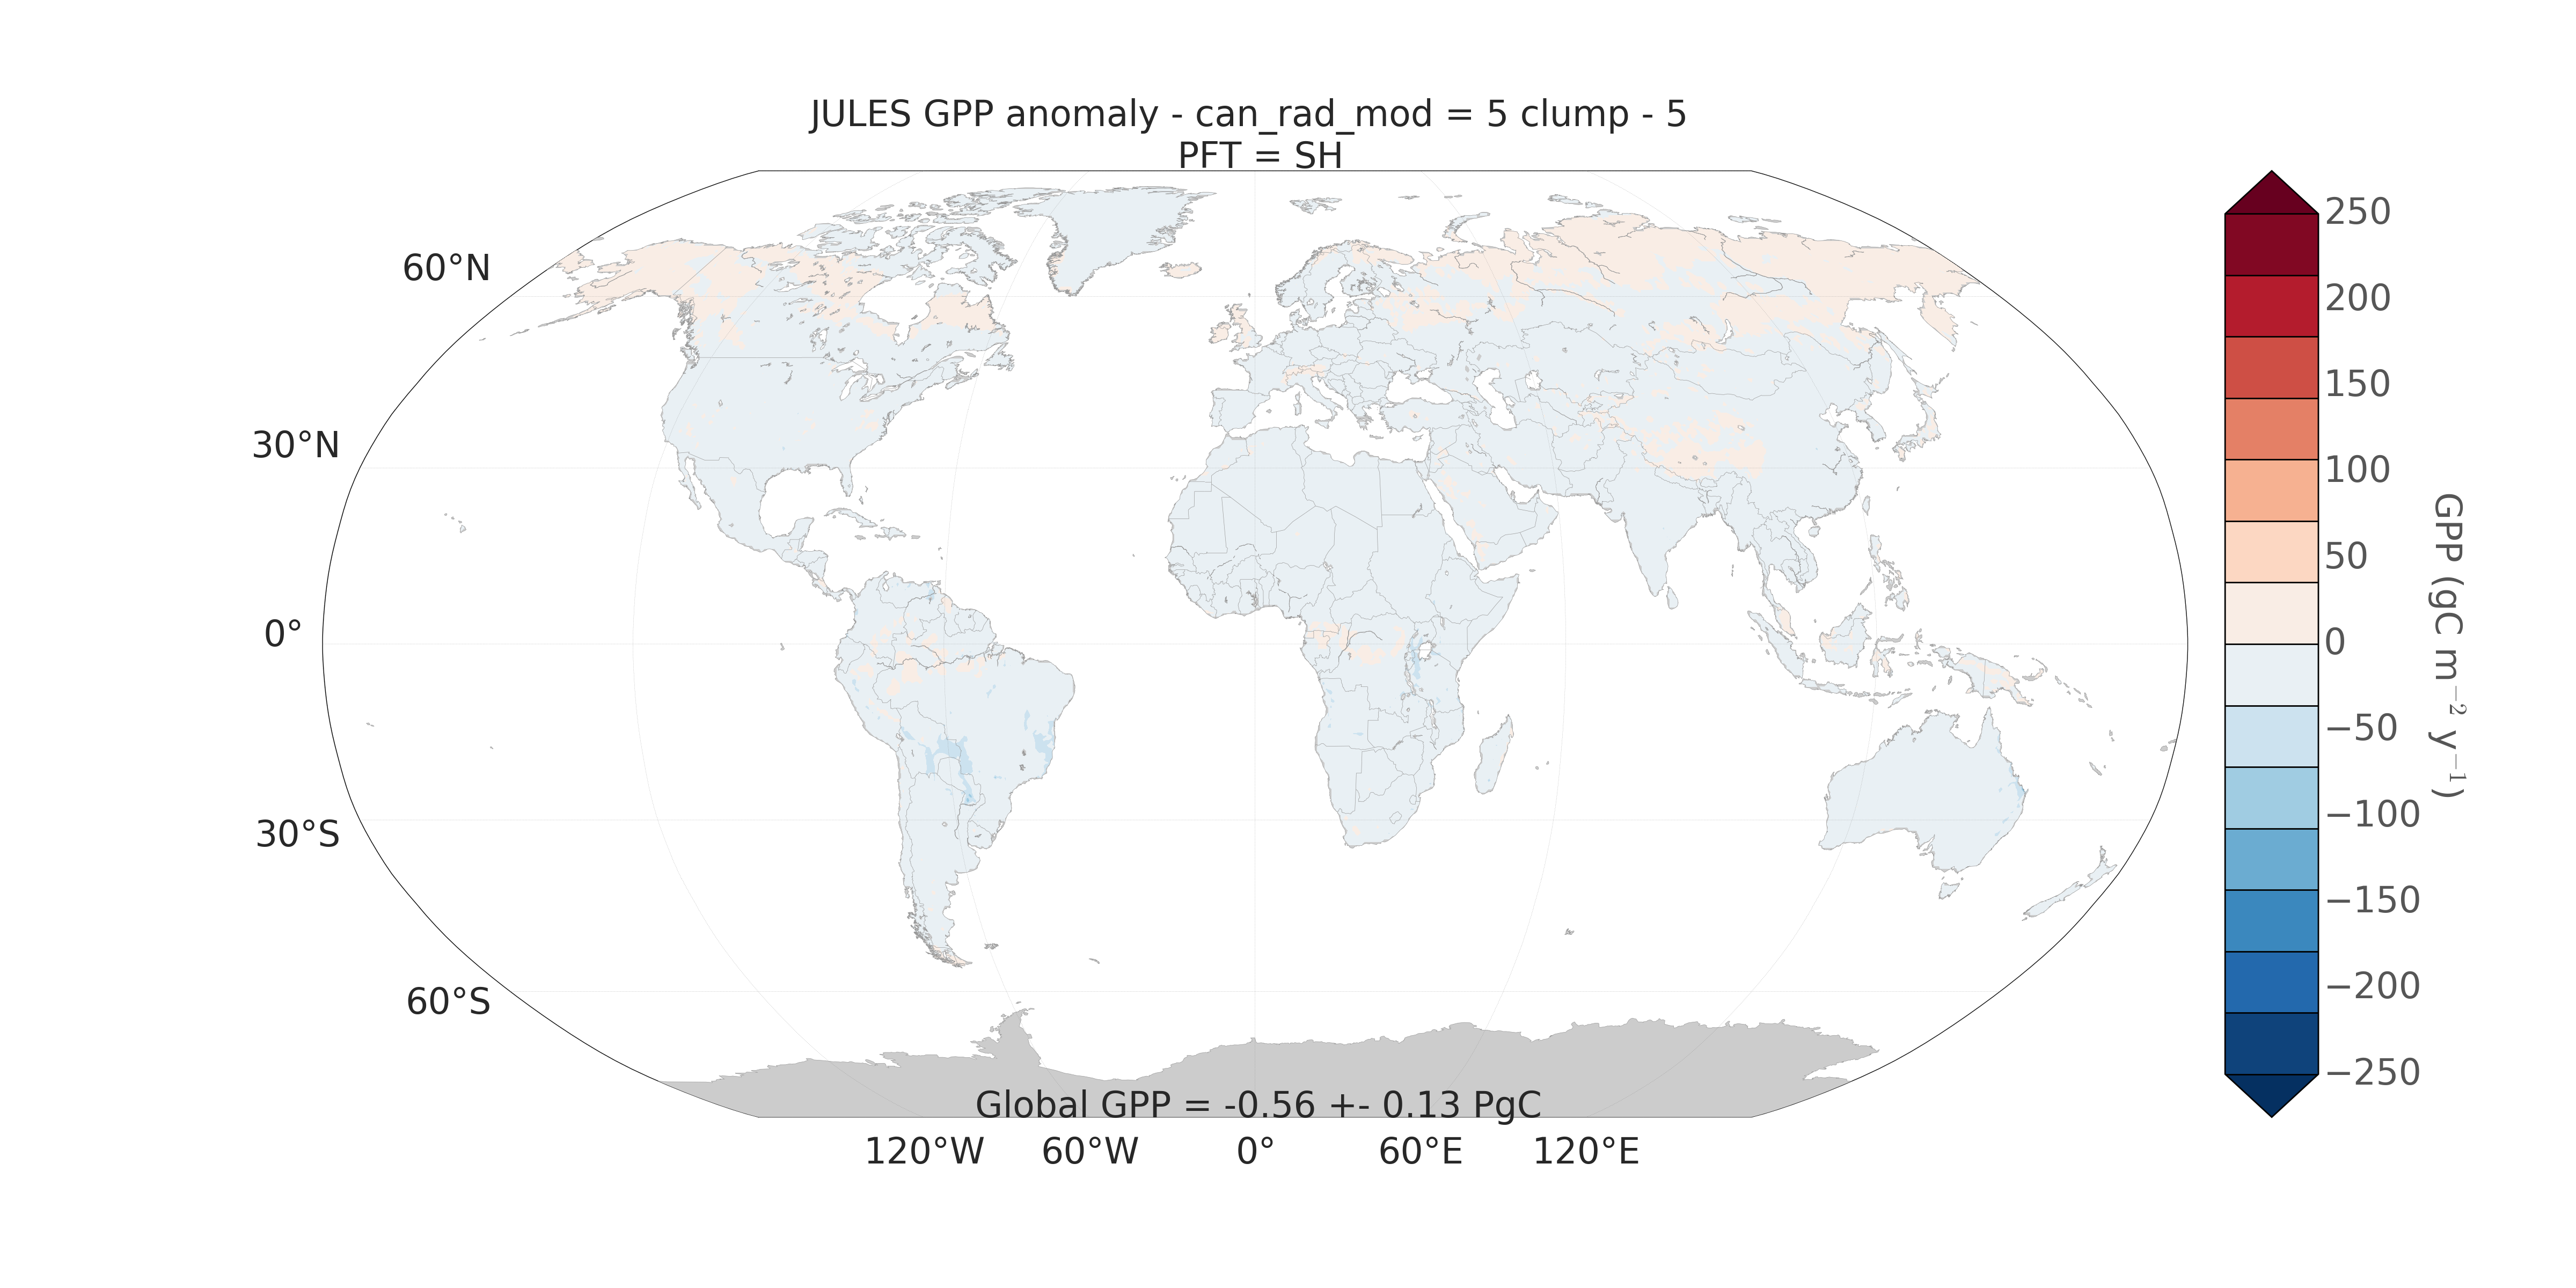 JULES GPP anomaly - can_rad_mod = 5 clump - 5
PFT = SH
60°N
30°N
0°
30°S
60°S
Global GPP = -0.56 +- 0.13 PgC
120°W 60°W 0° 60°E 120°E
250
200
150
100
50
0
−50
−100
−150
−200
−250
GPP (gC m⁻² y⁻¹)